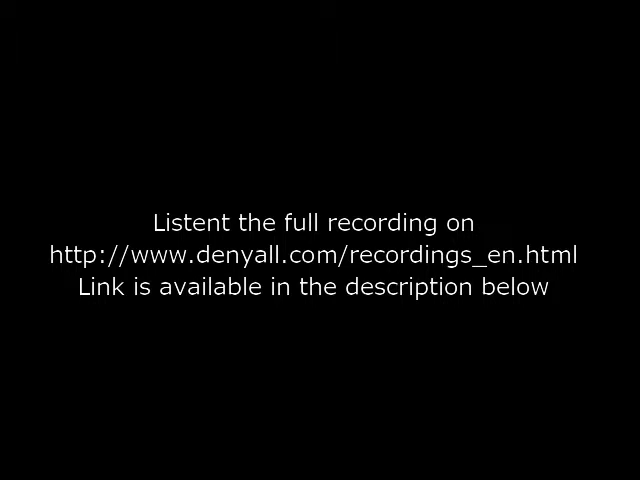 Listent the full recording on
http://www.denyall.com/recordings_en.html
Link is available in the description below